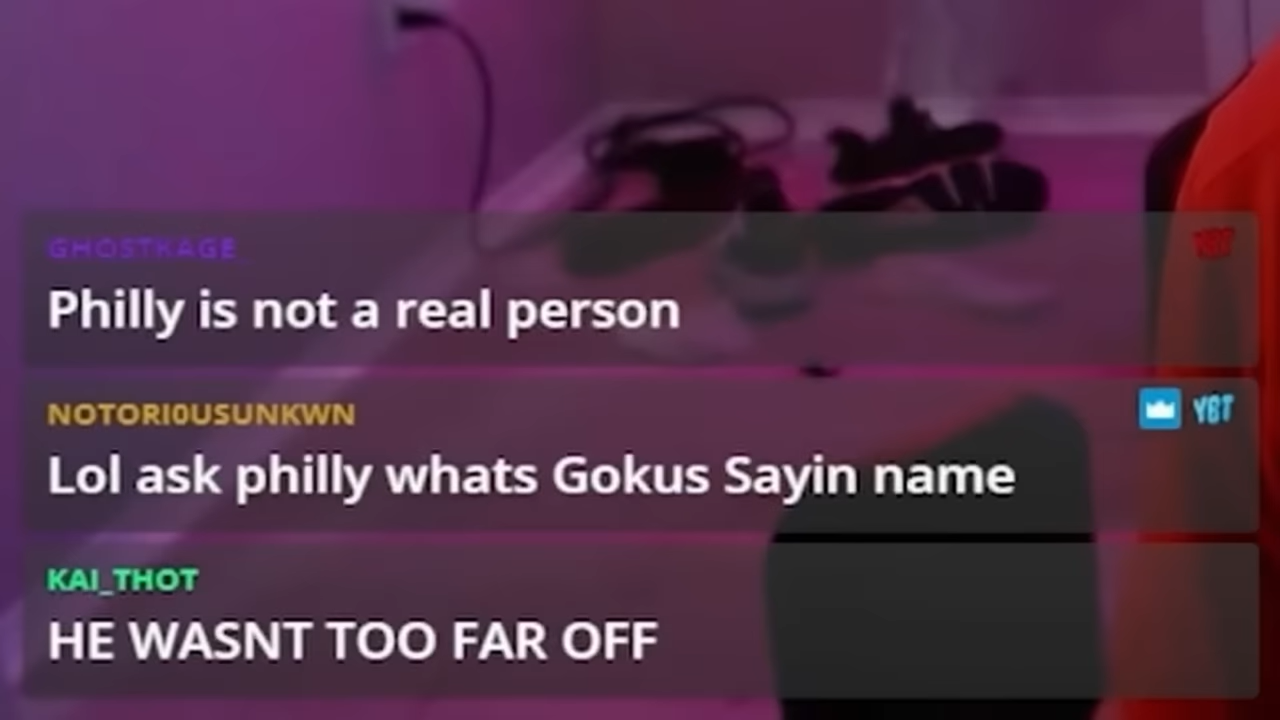 GHOSTKAGE
Philly is not a real person
NOTORI0USUNKWN
YBT
Lol ask philly whats Gokus Sayin name
KAI_THOT
HE WASNT TOO FAR OFF